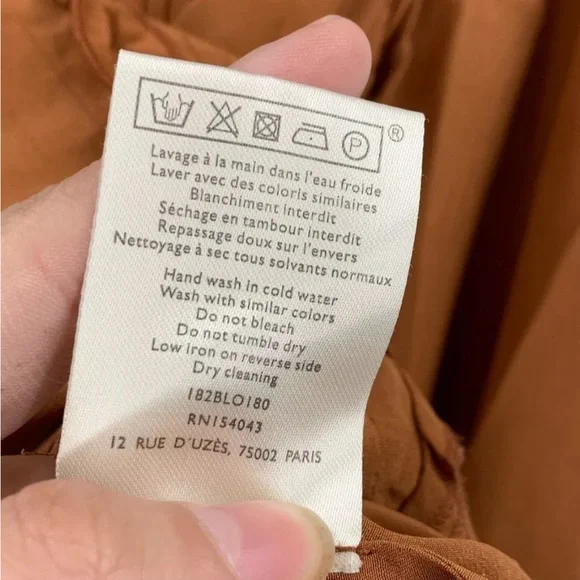 P ®
Lavage à la main dans l'eau froide
Laver avec des coloris similaires
Blanchiment interdit
Séchage en tambour interdit
Repassage doux sur l'envers
Nettoyage à sec tous solvants normaux
Hand wash in cold water
Wash with similar colors
Do not bleach
Do not tumble dry
Low iron on reverse side
Dry cleaning
182BLO180
RN154043
12 RUE D'UZÈS, 75002 PARIS